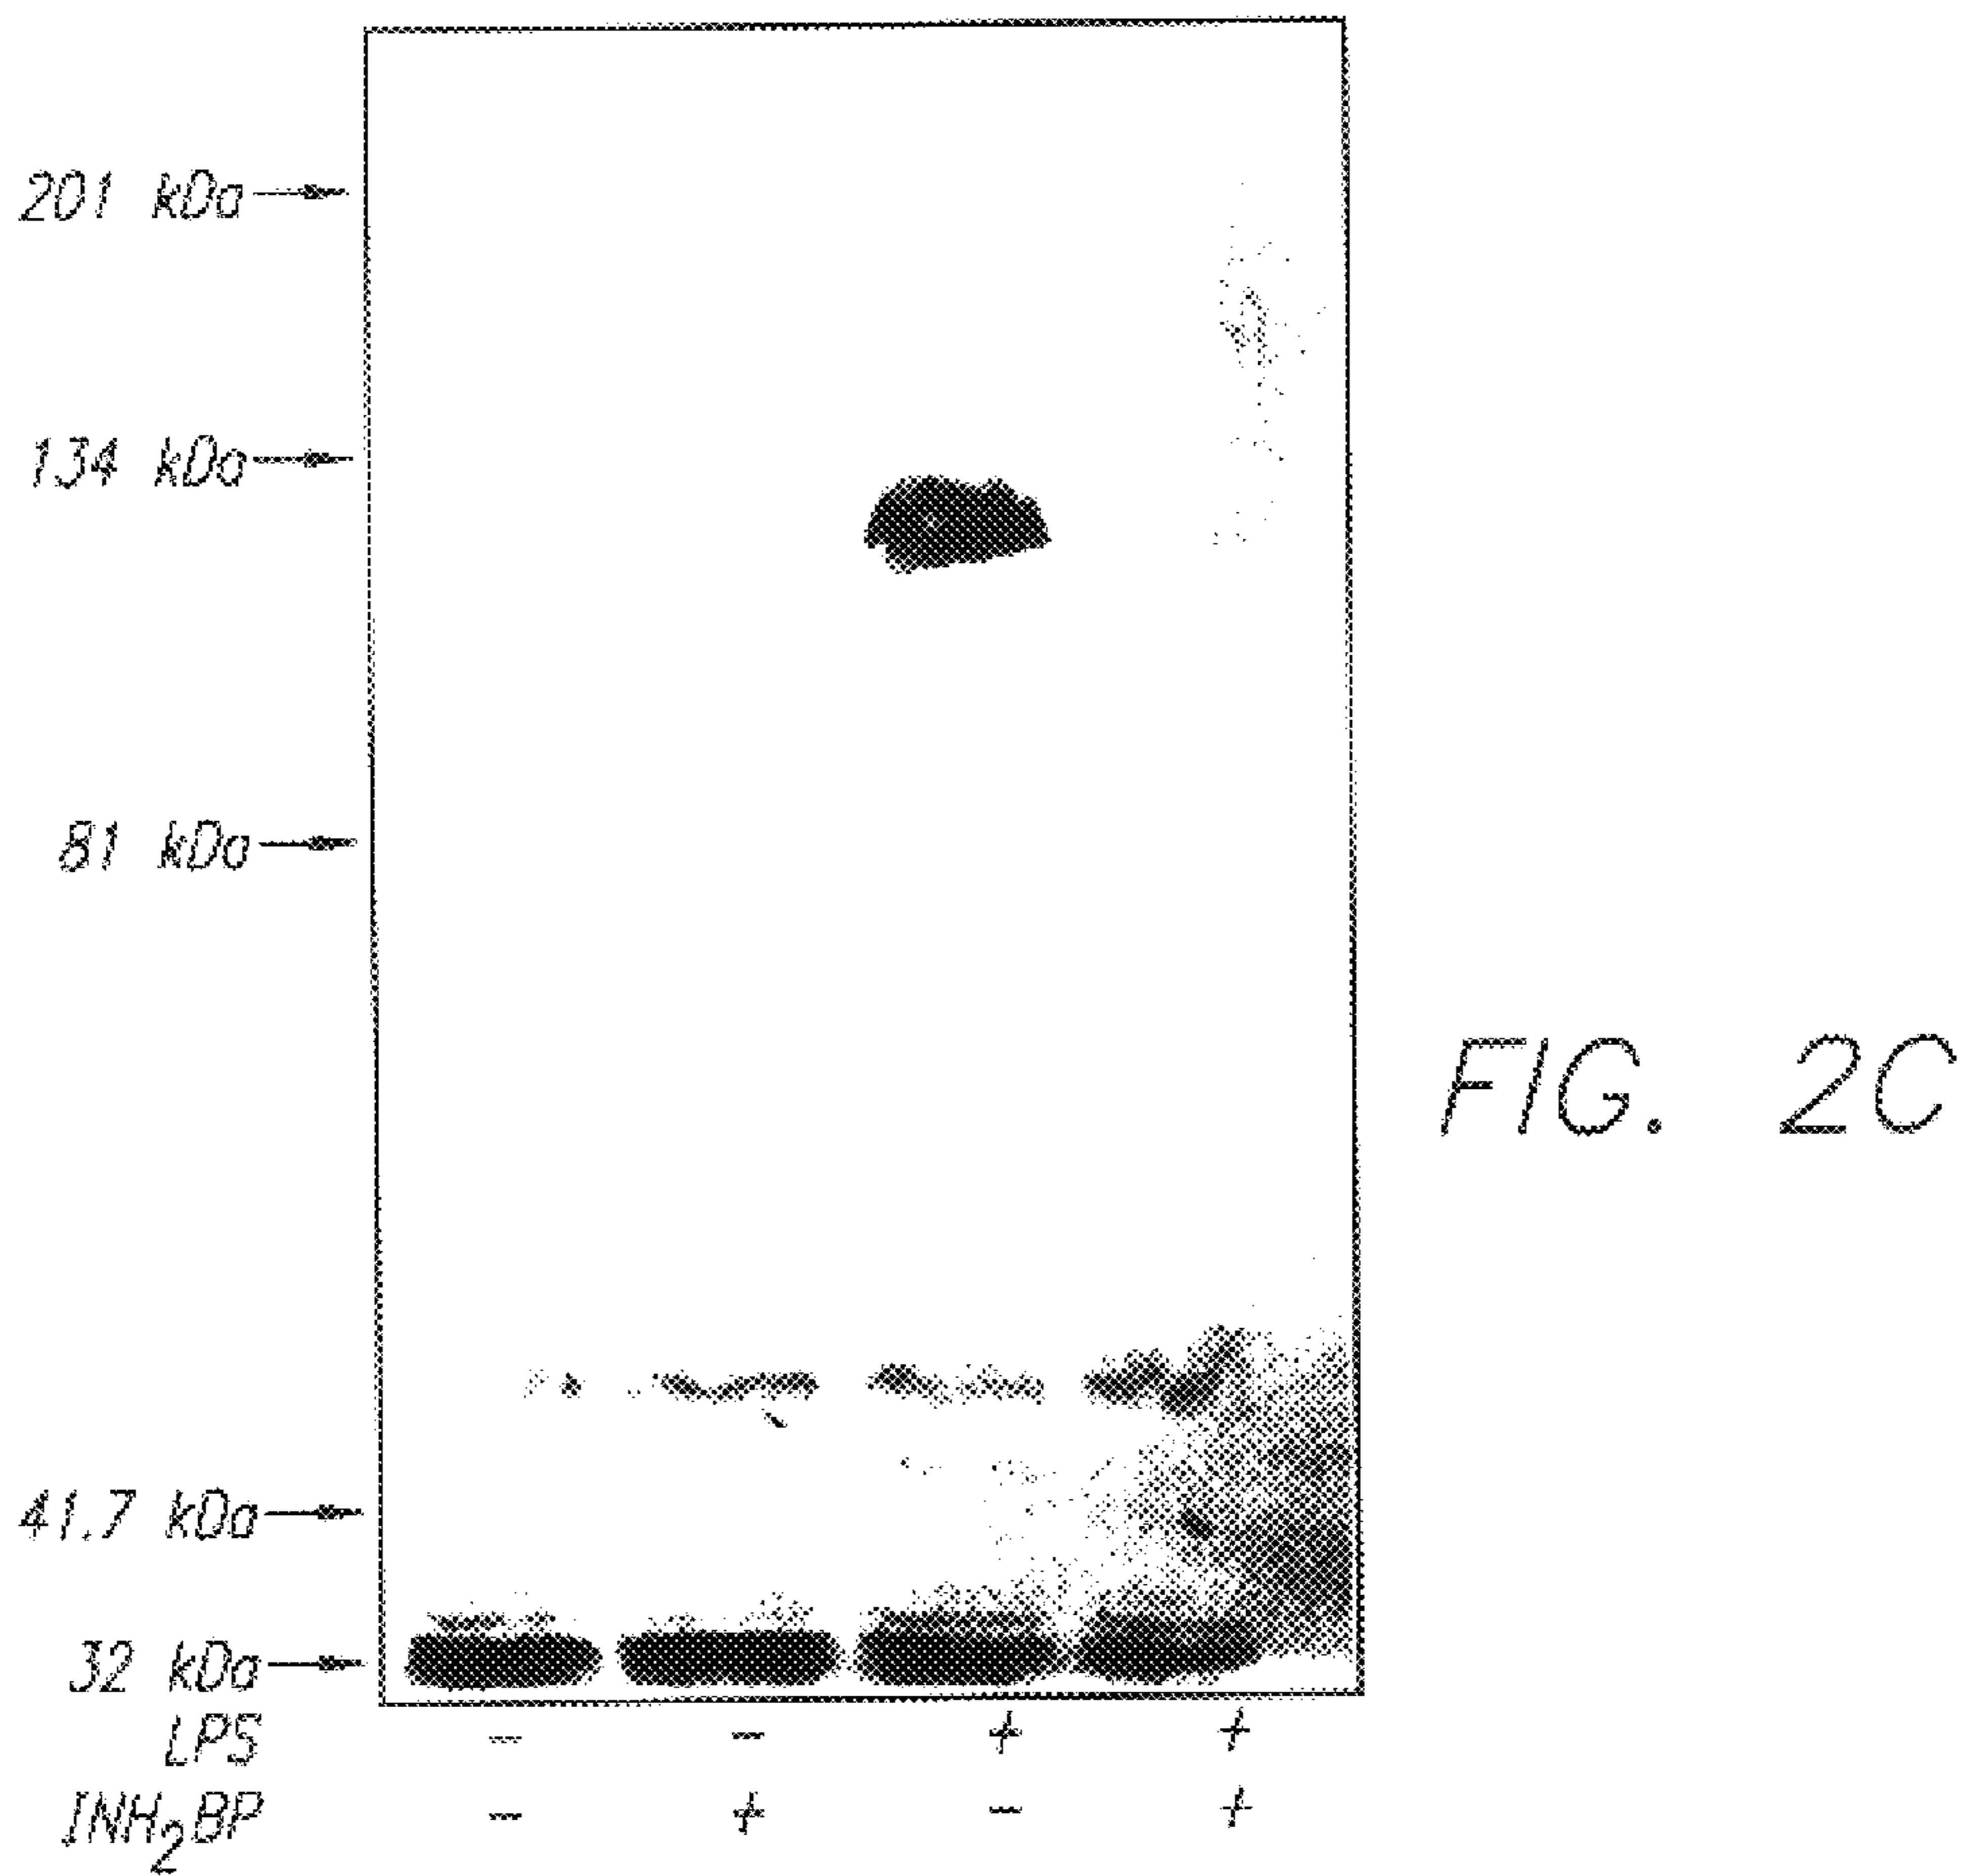 201 kDa
134 kDa
81 kDa
FIG. 2C
41.7 kDa
32 kDa
LPS - - + +
INH₂BP - + - +